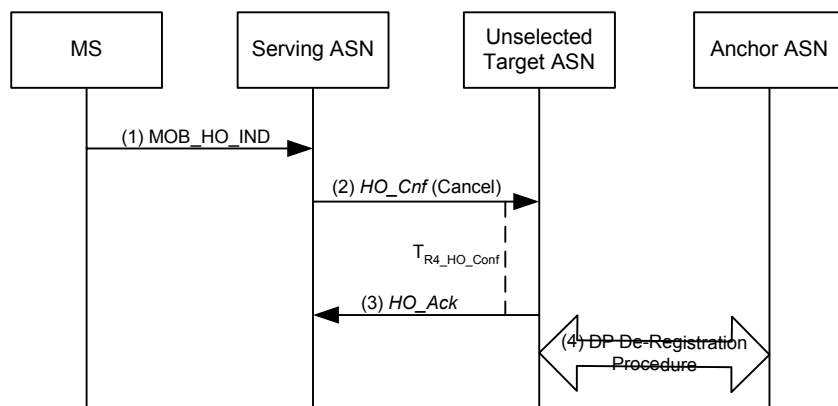 MS
Serving ASN
Unselected
Target ASN
Anchor ASN
(1) MOB_HO_IND
(2) HO_Cnf (Cancel)
T_R4_HO_Conf
(3) HO_Ack
(4) DP De-Registration
Procedure